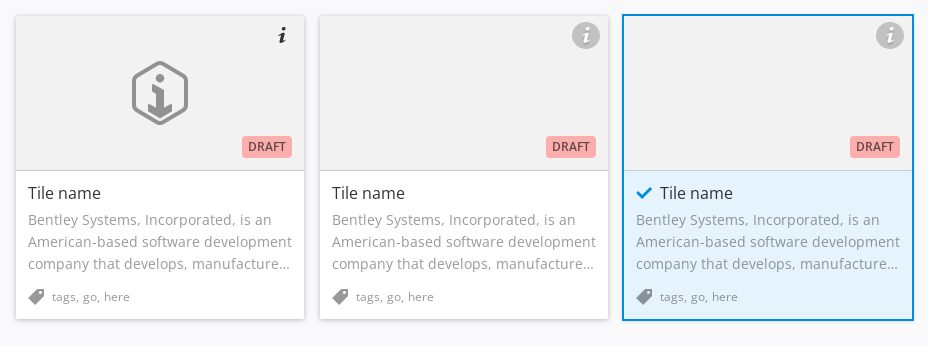 DRAFT
Tile name
Bentley Systems, Incorporated, is an
American-based software development
company that develops, manufacture...
tags, go, here
DRAFT
Tile name
Bentley Systems, Incorporated, is an
American-based software development
company that develops, manufacture...
tags, go, here
DRAFT
Tile name
Bentley Systems, Incorporated, is an
American-based software development
company that develops, manufacture...
tags, go, here